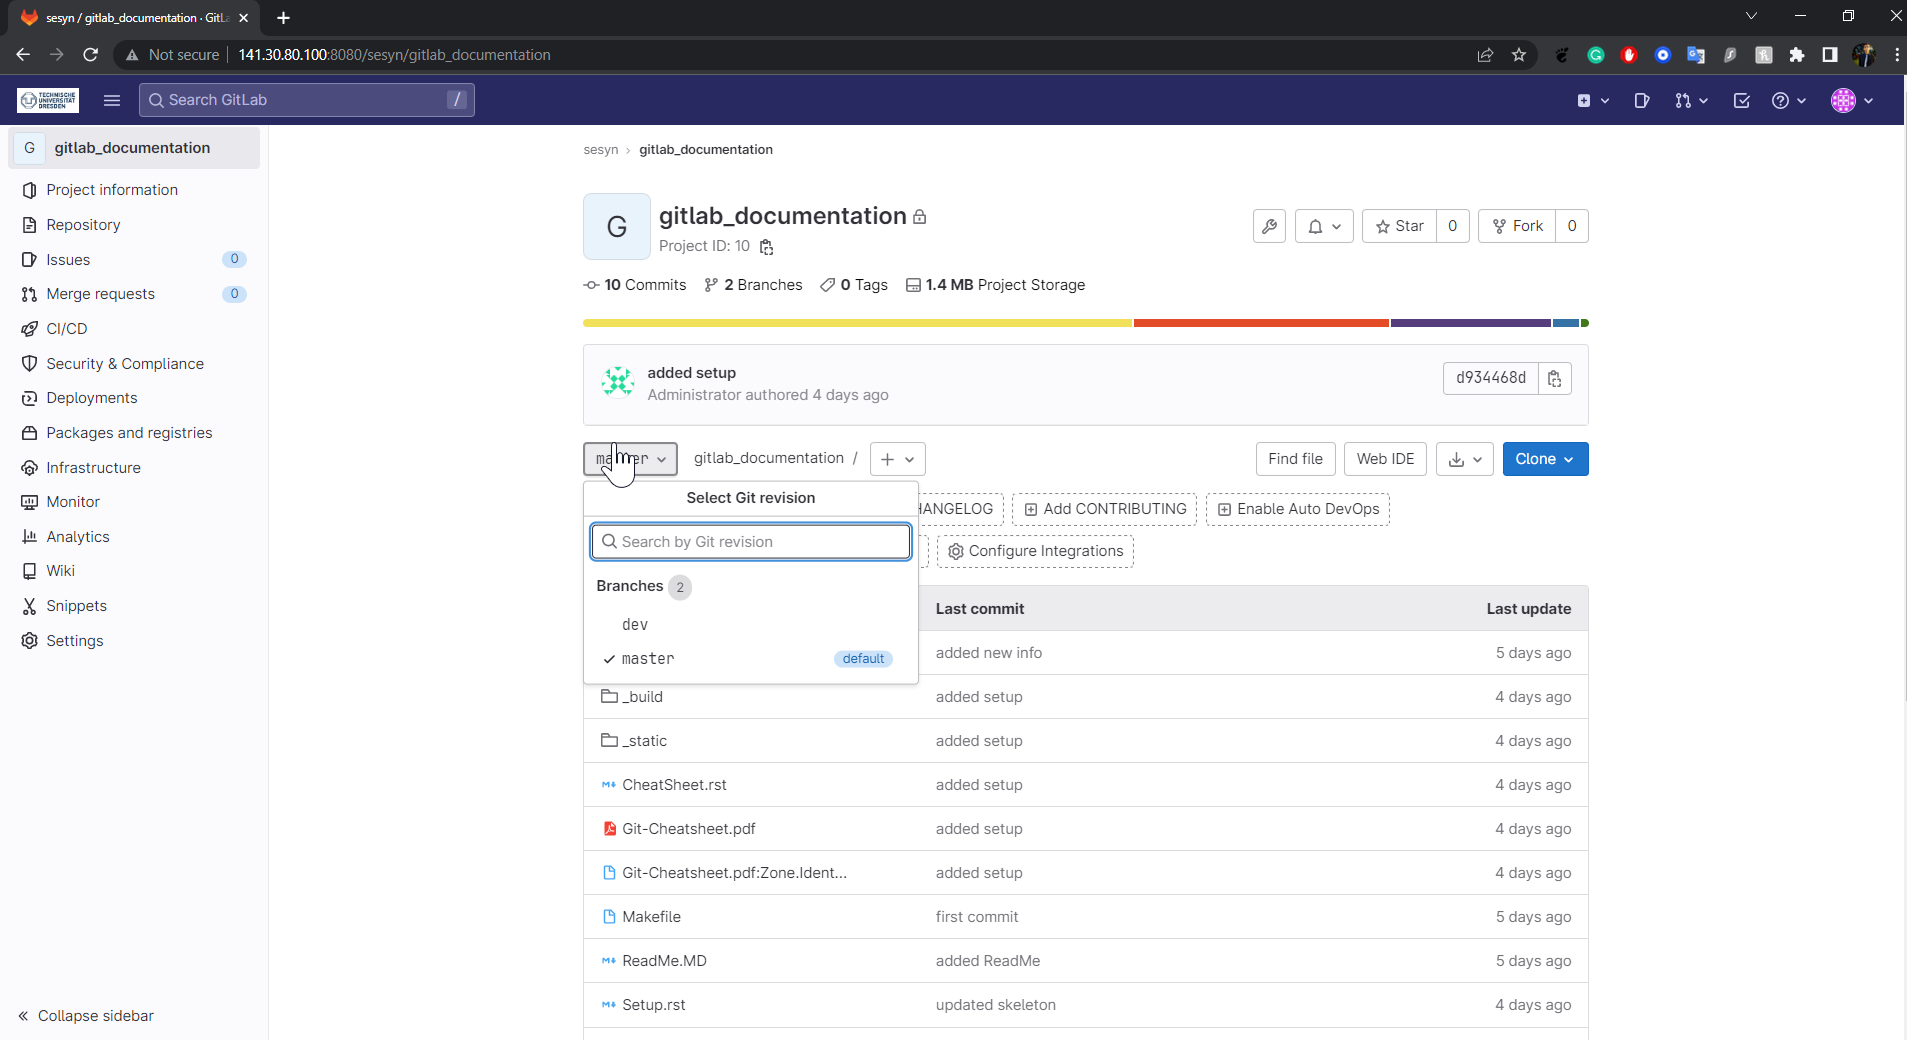 sesyn / gitlab_documentation · GitLa
Not secure 141.30.80.100:8080/sesyn/gitlab_documentation
TECHNISCHE UNIVERSITÄT DRESDEN
Search GitLab /
G gitlab_documentation
Project information
Repository
Issues 0
Merge requests 0
CI/CD
Security & Compliance
Deployments
Packages and registries
Infrastructure
Monitor
Analytics
Wiki
Snippets
Settings
Collapse sidebar
sesyn › gitlab_documentation
G
gitlab_documentation
Project ID: 10
Star 0 Fork 0
10 Commits 2 Branches 0 Tags 1.4 MB Project Storage
added setup
Administrator authored 4 days ago
d934468d
gitlab_documentation / +
Find file Web IDE Clone
Select Git revision
HANGELOG Add CONTRIBUTING Enable Auto DevOps
Search by Git revision
Configure Integrations
Branches 2
dev
master default
Last commit Last update
added new info 5 days ago
_build added setup 4 days ago
_static added setup 4 days ago
CheatSheet.rst added setup 4 days ago
Git-Cheatsheet.pdf added setup 4 days ago
Git-Cheatsheet.pdf:Zone.Ident... added setup 4 days ago
Makefile first commit 5 days ago
ReadMe.MD added ReadMe 5 days ago
Setup.rst updated skeleton 4 days ago